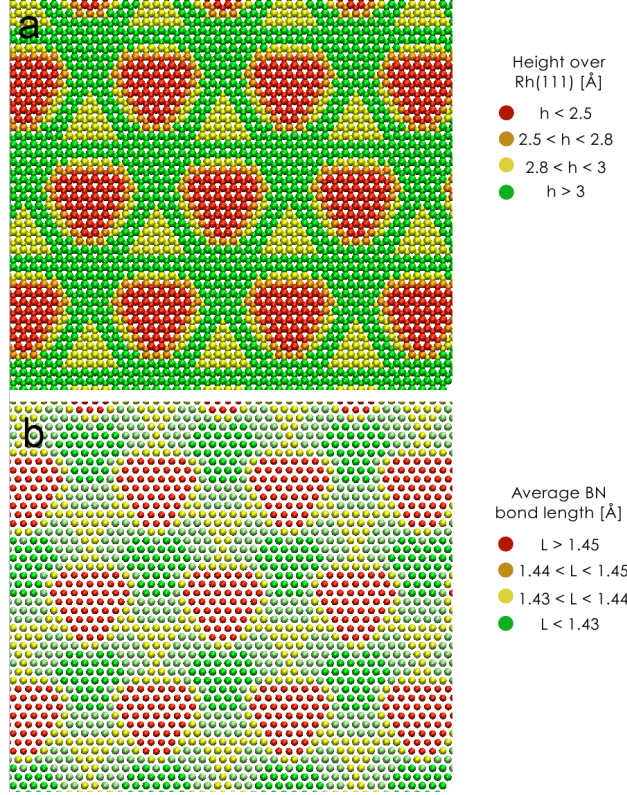 a
Height over
Rh(111) [Å]
h < 2.5
2.5 < h < 2.8
2.8 < h < 3
h > 3
b
Average BN
bond length [Å]
L > 1.45
1.44 < L < 1.45
1.43 < L < 1.44
L < 1.43